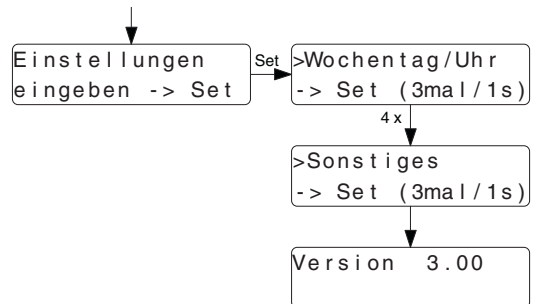 Einstellungen
eingeben -> Set
Set
>Wochentag/Uhr
-> Set (3mal/1s)
4 x
>Sonstiges
-> Set (3mal/1s)
Version 3.00